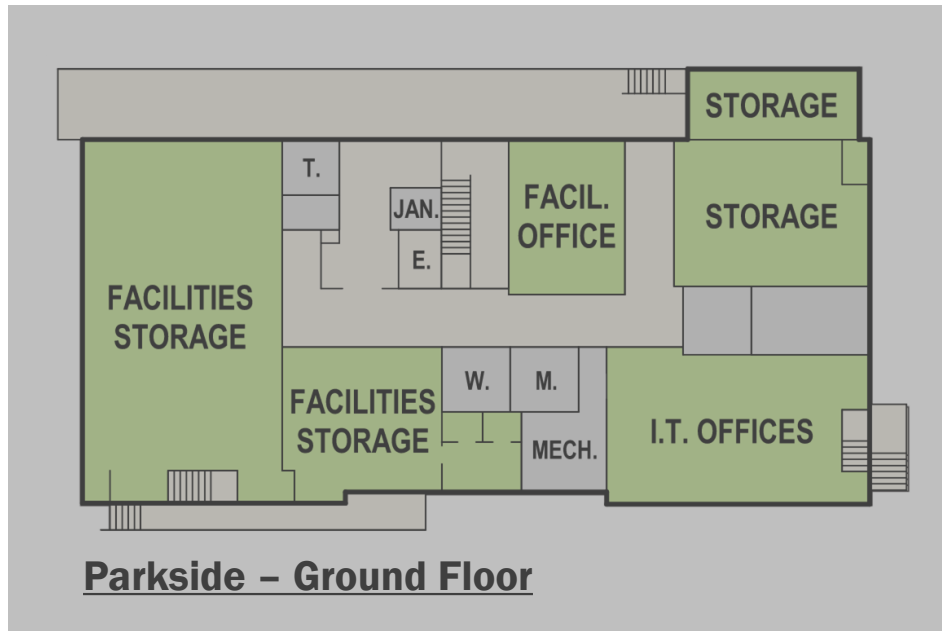 STORAGE
T.
JAN.
E.
FACIL.
OFFICE
STORAGE
FACILITIES
STORAGE
FACILITIES
STORAGE
W.
M.
MECH.
I.T. OFFICES
Parkside – Ground Floor